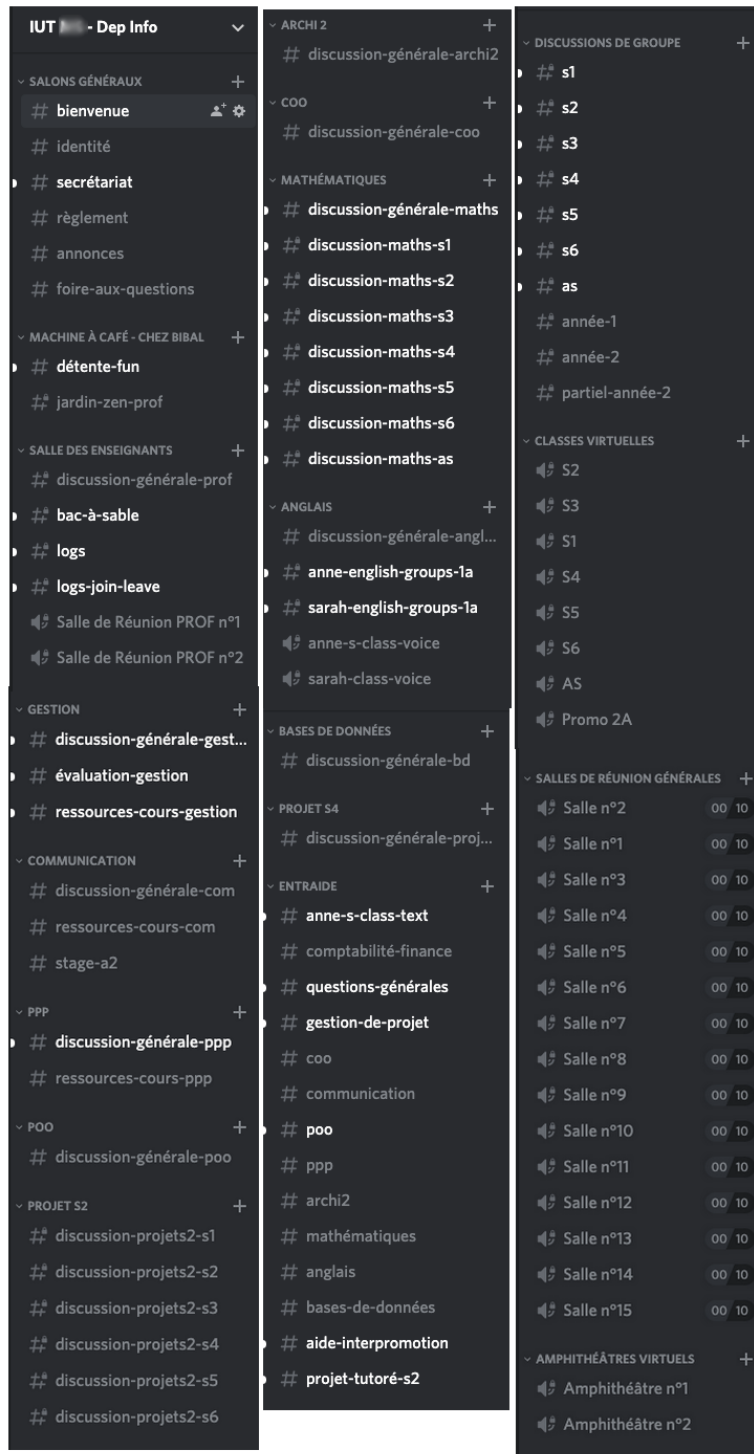 IUT - Dep Info
SALONS GÉNÉRAUX
bienvenue
identité
secrétariat
règlement
annonces
foire-aux-questions
MACHINE À CAFÉ - CHEZ BIBAL
détente-fun
jardin-zen-prof
SALLE DES ENSEIGNANTS
discussion-générale-prof
bac-à-sable
logs
logs-join-leave
Salle de Réunion PROF n°1
Salle de Réunion PROF n°2
GESTION
discussion-générale-gest...
évaluation-gestion
ressources-cours-gestion
COMMUNICATION
discussion-générale-com
ressources-cours-com
stage-a2
PPP
discussion-générale-ppp
ressources-cours-ppp
POO
discussion-générale-poo
PROJET S2
discussion-projets2-s1
discussion-projets2-s2
discussion-projets2-s3
discussion-projets2-s4
discussion-projets2-s5
discussion-projets2-s6
ARCHI 2
discussion-générale-archi2
COO
discussion-générale-coo
MATHÉMATIQUES
discussion-générale-maths
discussion-maths-s1
discussion-maths-s2
discussion-maths-s3
discussion-maths-s4
discussion-maths-s5
discussion-maths-s6
discussion-maths-as
ANGLAIS
discussion-générale-angl...
anne-english-groups-1a
sarah-english-groups-1a
anne-s-class-voice
sarah-class-voice
BASES DE DONNÉES
discussion-générale-bd
PROJET S4
discussion-générale-proj...
ENTRAIDE
anne-s-class-text
comptabilité-finance
questions-générales
gestion-de-projet
coo
communication
poo
ppp
archi2
mathématiques
anglais
bases-de-données
aide-interpromotion
projet-tutoré-s2
DISCUSSIONS DE GROUPE
s1
s2
s3
s4
s5
s6
as
année-1
année-2
partiel-année-2
CLASSES VIRTUELLES
S2
S3
S1
S4
S5
S6
AS
Promo 2A
SALLES DE RÉUNION GÉNÉRALES
Salle n°2 00 10
Salle n°1 00 10
Salle n°3 00 10
Salle n°4 00 10
Salle n°5 00 10
Salle n°6 00 10
Salle n°7 00 10
Salle n°8 00 10
Salle n°9 00 10
Salle n°10 00 10
Salle n°11 00 10
Salle n°12 00 10
Salle n°13 00 10
Salle n°14 00 10
Salle n°15 00 10
AMPHITHÉÂTRES VIRTUELS
Amphithéâtre n°1
Amphithéâtre n°2